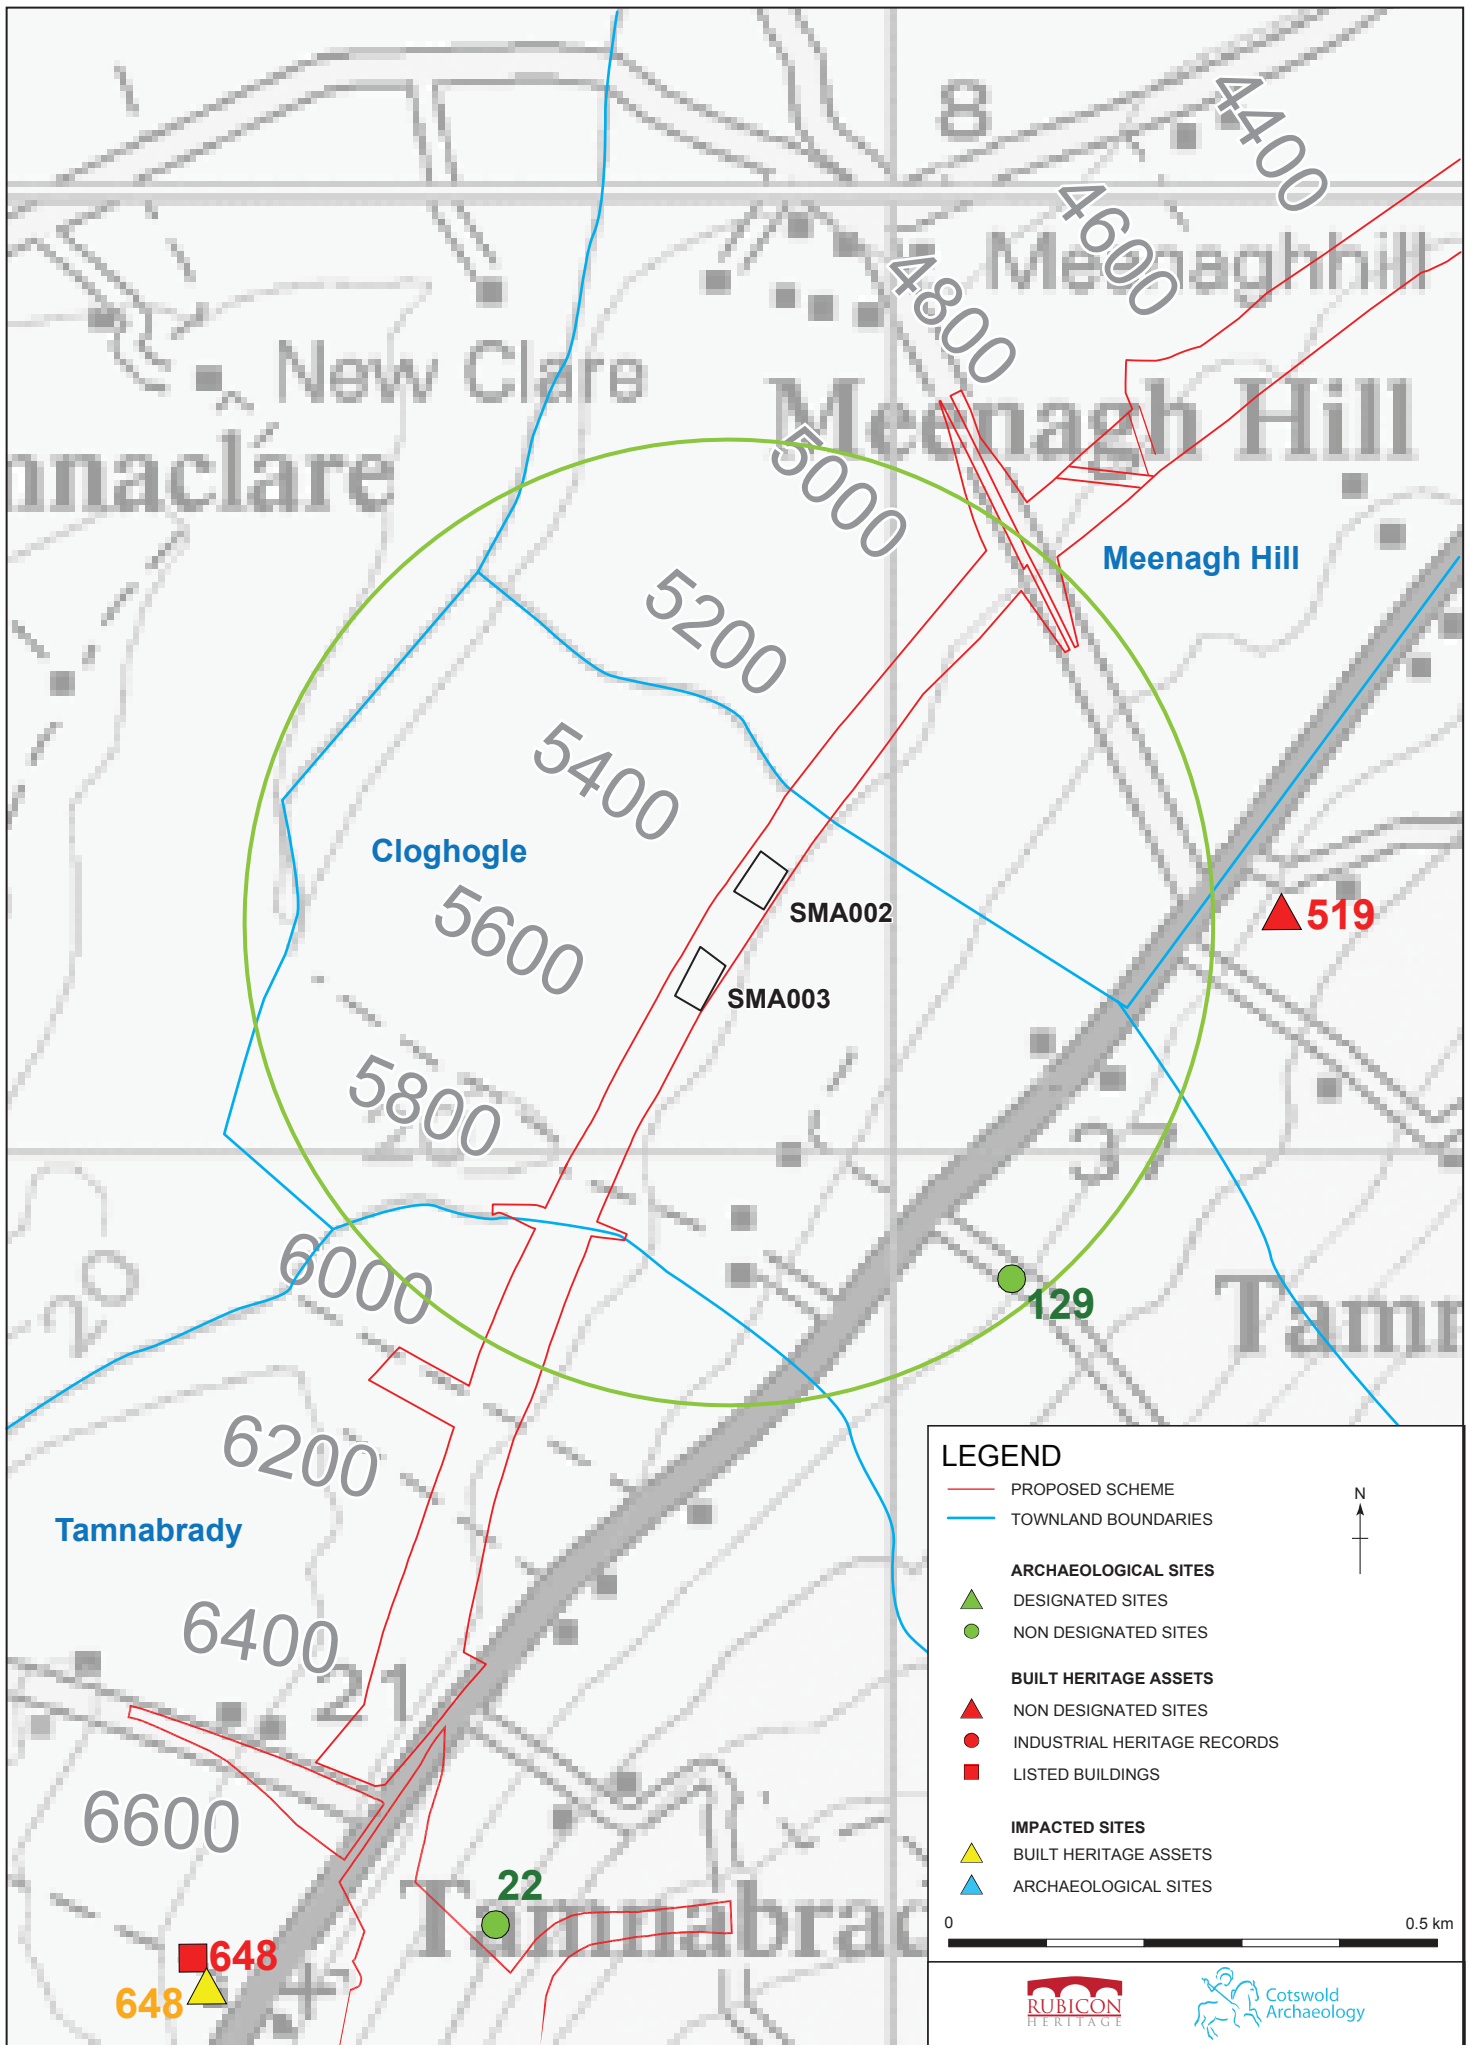 8
4400
4600
Meenaghhill
4800
New Clare
Meenagh Hill
nnaclare
5000
Meenagh Hill
5200
5400
Cloghogle
5600
SMA002
519
SMA003
5800
37
20
6000
129
Tamn
6200
Tamnabrady
6400
21
6600
22
Tamnabrad
648
648
LEGEND
PROPOSED SCHEME
N
TOWNLAND BOUNDARIES
ARCHAEOLOGICAL SITES
DESIGNATED SITES
NON DESIGNATED SITES
BUILT HERITAGE ASSETS
NON DESIGNATED SITES
INDUSTRIAL HERITAGE RECORDS
LISTED BUILDINGS
IMPACTED SITES
BUILT HERITAGE ASSETS
ARCHAEOLOGICAL SITES
0 0.5 km
RUBICON
HERITAGE
Cotswold
Archaeology